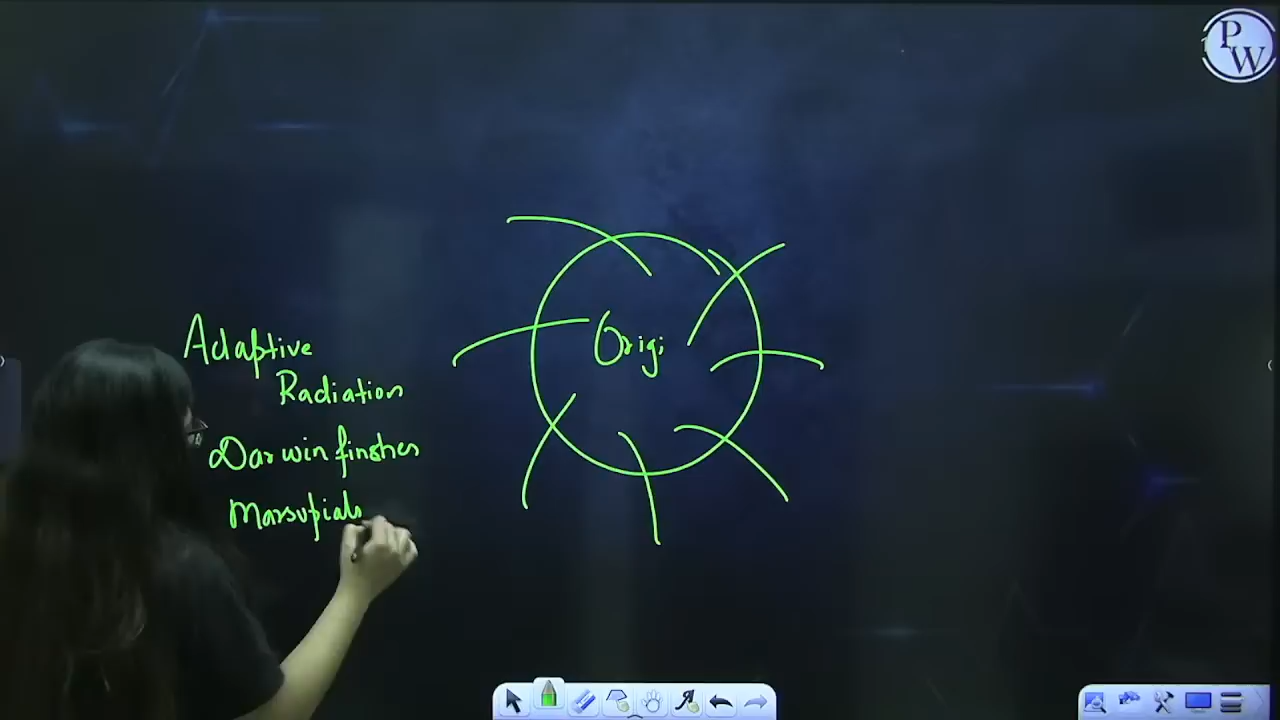 PW
Origi
Adaptive
Radiation
Darwin finches
Marsupials